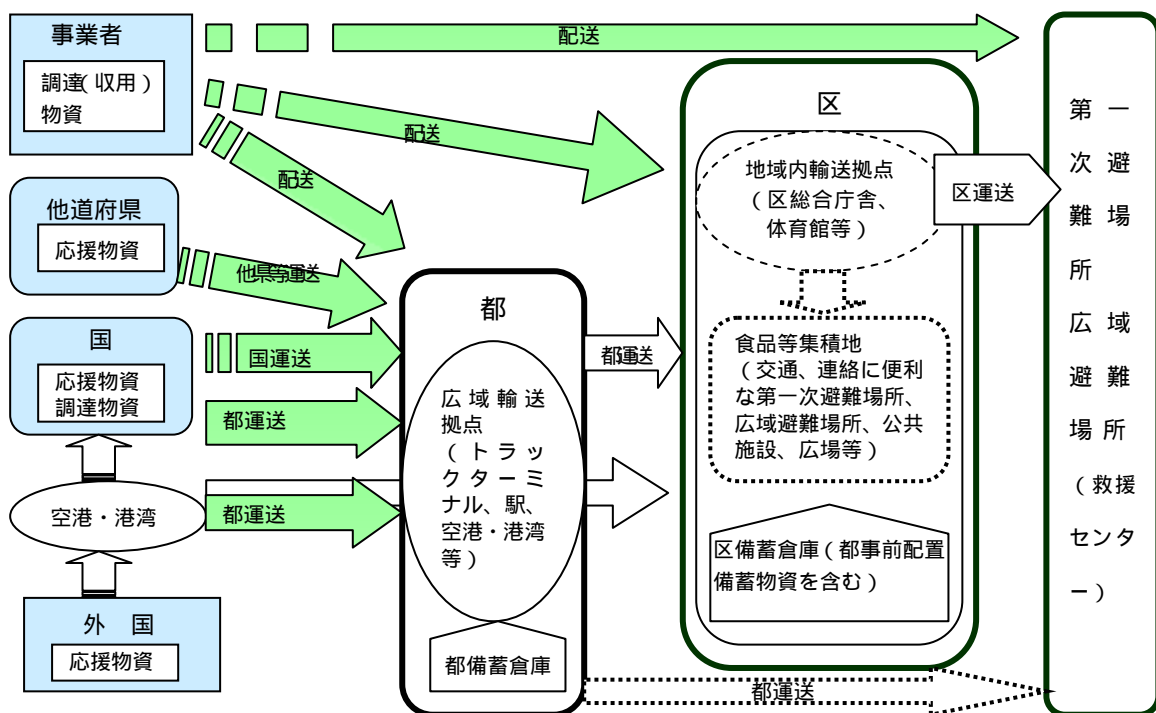 事業者
調達(収用)
物資
他道府県
応援物資
国
応援物資
調達物資
空港・港湾
外 国
応援物資
配送
配送
配送
他県等運送
国運送
都運送
都運送
都
広域輸送
拠点
(トラッ
クターミ
ナル、駅、
空港・港湾
等)
都備蓄倉庫
都運送
都運送
区
地域内輸送拠点
(区総合庁舎、
体育館等)
食品等集積地
(交通、連絡に便利
な第一次避難場所、
広域避難場所、公共
施設、広場等)
区備蓄倉庫(都事前配置
備蓄物資を含む)
区運送
第一
次避
難場
所
広域
避難
場所
(救援
センタ
ー)